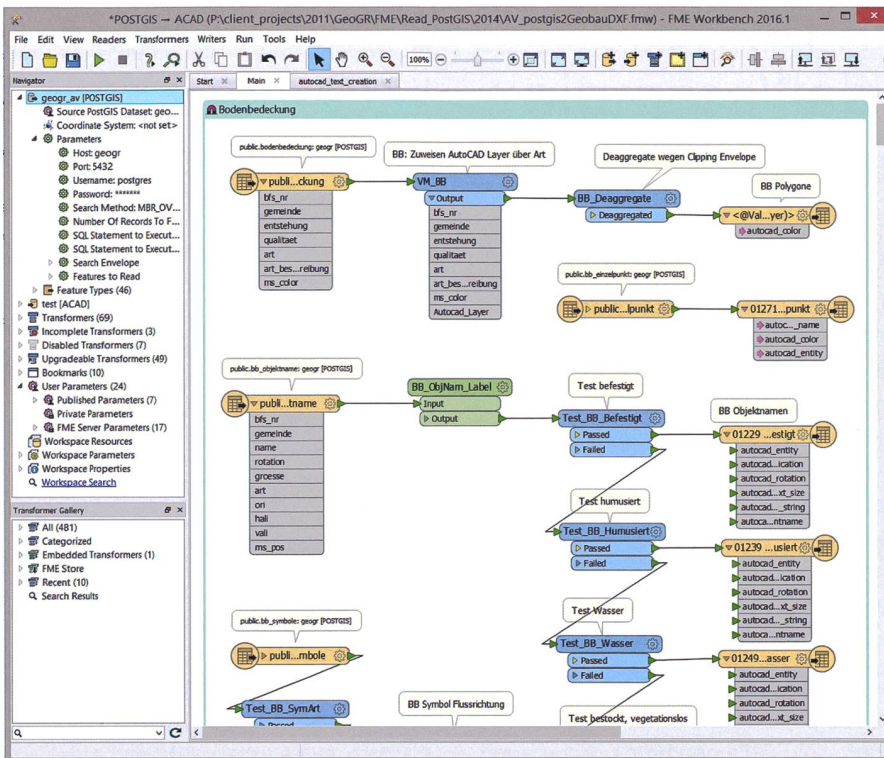 *POSTGIS → ACAD (P:\client_projects\2011\GeoGR\FME\Read_PostGIS\2014\AV_postgis2GeobauDXF.fmw) - FME Workbench 2016.1
File Edit View Readers Transformers Writers Run Tools Help
100%
Navigator
geogr_av [POSTGIS]
Source PostGIS Dataset: geo...
Coordinate System: <not set>
Parameters
Host: geogr
Port: 5432
Username: postgres
Password: *******
Search Method: MBR_OV...
Number Of Records To F...
SQL Statement to Execut...
SQL Statement to Execut...
Search Envelope
Features to Read
Feature Types (46)
test [ACAD]
Transformers (69)
Incomplete Transformers (3)
Disabled Transformers (7)
Upgradeable Transformers (49)
Bookmarks (10)
User Parameters (24)
Published Parameters (7)
Private Parameters
FME Server Parameters (17)
Workspace Resources
Workspace Parameters
Workspace Properties
Workspace Search
Transformer Gallery
All (481)
Categorized
Embedded Transformers (1)
FME Store
Recent (10)
Search Results
Start
Main
autocad_text_creation
Bodenbedeckung
public.bodenbedeckung: geogr [POSTGIS]
publi...ckung
bfs_nr
gemeinde
entstehung
qualitaet
art
art_bes...reibung
ms_color
BB: Zuweisen AutoCAD Layer über Art
VM_BB
Output
bfs_nr
gemeinde
entstehung
qualitaet
art
art_bes...reibung
ms_color
Autocad_Layer
Deaggregate wegen Clipping Envelope
BB_Deaggregate
Deaggregated
BB Polygone
<@Val...yer)>
autocad_color
public.bb_einzelpunkt: geogr [POSTGIS]
public...lpunkt
01271...punkt
autoc..._name
autocad_color
autocad_entity
public.bb_objektname: geogr [POSTGIS]
publi...tname
bfs_nr
gemeinde
name
rotation
groesse
art
ori
hali
vali
ms_pos
BB_ObjNam_Label
Input
Output
Test befestigt
Test_BB_Befestigt
Passed
Failed
BB Objektnamen
01229 ...estigt
autocad_entity
autocad...ication
autocad_rotation
autocad...xt_size
autocad..._string
autoca...ntname
Test humusiert
Test_BB_Humusiert
Passed
Failed
01239 ...usiert
autocad_entity
autocad...ication
autocad_rotation
autocad...xt_size
autocad..._string
autoca...ntname
Test Wasser
Test_BB_Wasser
Passed
Failed
01249...asser
autocad_entity
autocad...ication
autocad_rotation
autocad...xt_size
public.bb_symbole: geogr [POSTGIS]
publi...mbole
Test_BB_SymArt
Passed
BB Symbol Flussrichtung
Test bestockt, vegetationslos